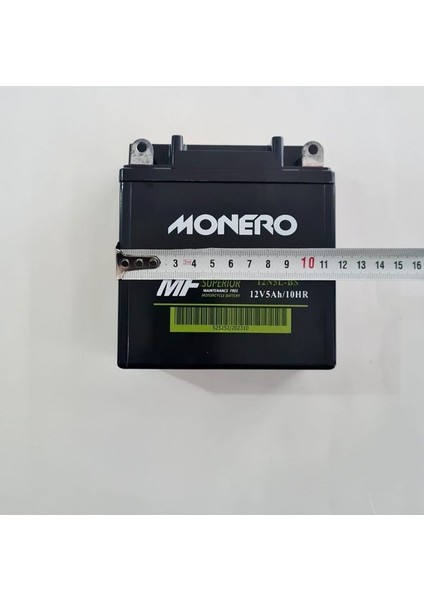 MONERO
3 4 5 6 7 8 9 10 11 12 13 14 15 16
MF SUPERIOR
MAINTENANCE FREE
MOTORCYCLE BATTERY
12N5L-BS
12V5Ah/10HR